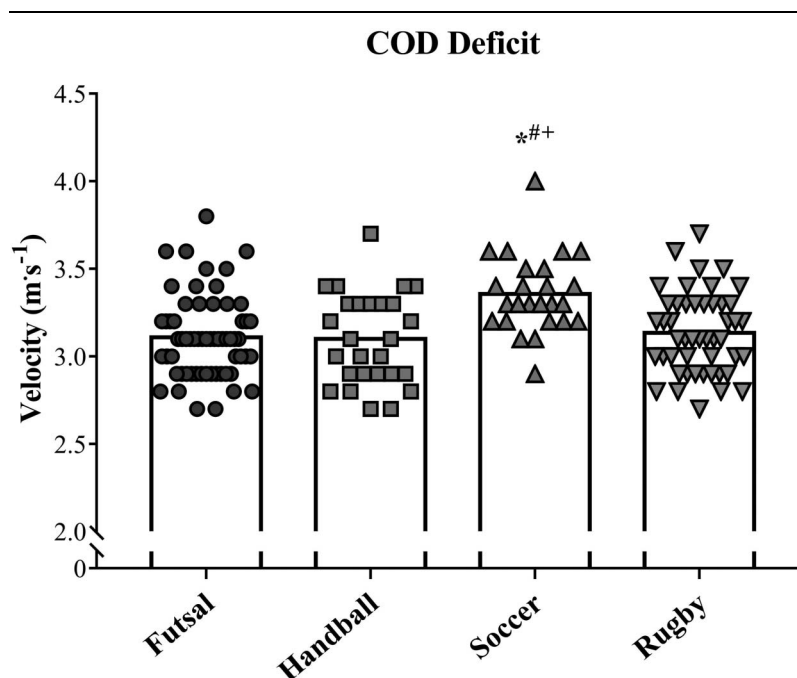 COD Deficit
*#+
Velocity (m·s⁻¹)
4.5
4.0
3.5
3.0
2.5
2.0
0
Futsal
Handball
Soccer
Rugby